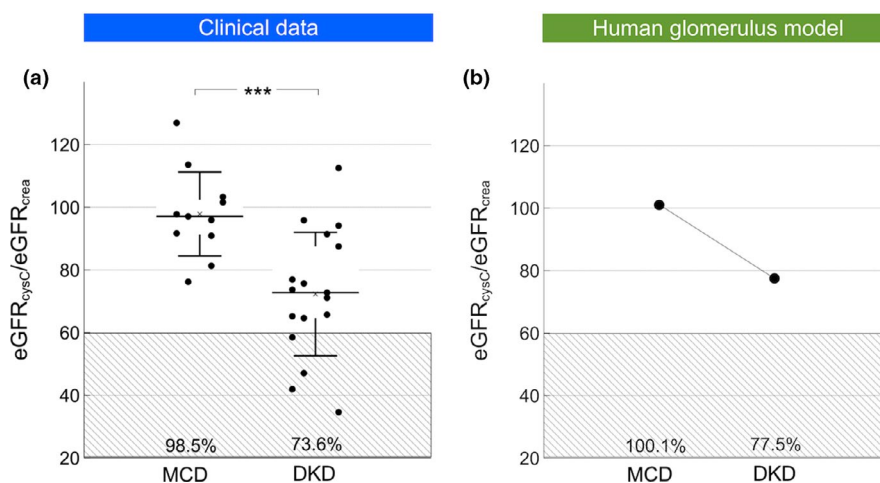 Clinical data
Human glomerulus model
(a)
***
120
100
80
60
40
20
eGFRcysC/eGFRcrea
98.5%
73.6%
MCD
DKD
(b)
120
100
80
60
40
20
eGFRcysC/eGFRcrea
100.1%
77.5%
MCD
DKD